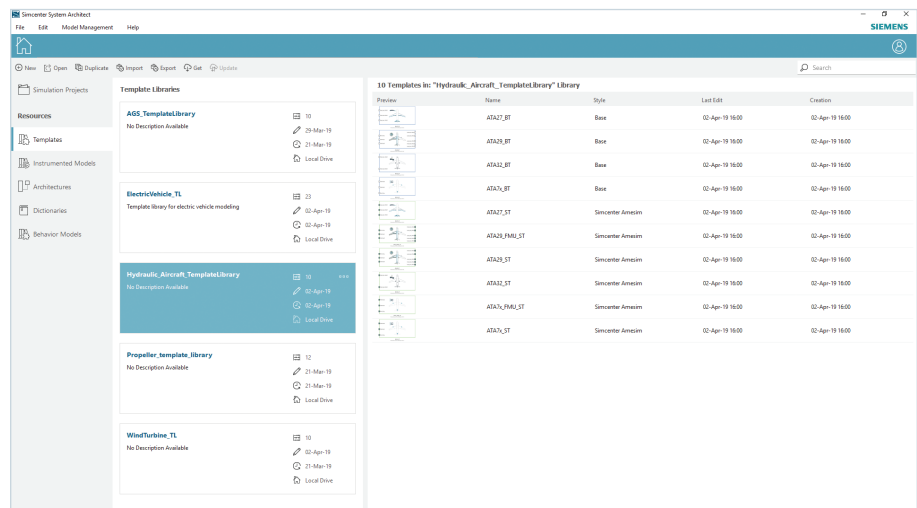 Simcenter System Architect
File Edit Model Management Help
SIEMENS
New Open Duplicate Import Export Get Update
Search
Simulation Projects
Resources
Templates
Instrumented Models
Architectures
Dictionaries
Behavior Models
Template Libraries
AGS_TemplateLibrary
No Description Available
10
29-Mar-19
21-Mar-19
Local Drive
ElectricVehicle_TL
Template library for electric vehicle modeling
23
02-Apr-19
02-Apr-19
Local Drive
Hydraulic_Aircraft_TemplateLibrary
No Description Available
10
02-Apr-19
02-Apr-19
Local Drive
Propeller_template_library
No Description Available
12
21-Mar-19
21-Mar-19
Local Drive
WindTurbine_TL
No Description Available
10
02-Apr-19
21-Mar-19
Local Drive
10 Templates in: "Hydraulic_Aircraft_TemplateLibrary" Library
Preview Name Style Last Edit Creation
ATA27_BT Base 02-Apr-19 16:00 02-Apr-19 16:00
ATA29_BT Base 02-Apr-19 16:00 02-Apr-19 16:00
ATA32_BT Base 02-Apr-19 16:00 02-Apr-19 16:00
ATA7x_BT Base 02-Apr-19 16:00 02-Apr-19 16:00
ATA27_ST Simcenter Amesim 02-Apr-19 16:00 02-Apr-19 16:00
ATA29_FMU_ST Simcenter Amesim 02-Apr-19 16:00 02-Apr-19 16:00
ATA29_ST Simcenter Amesim 02-Apr-19 16:00 02-Apr-19 16:00
ATA32_ST Simcenter Amesim 02-Apr-19 16:00 02-Apr-19 16:00
ATA7x_FMU_ST Simcenter Amesim 02-Apr-19 16:00 02-Apr-19 16:00
ATA7x_ST Simcenter Amesim 02-Apr-19 16:00 02-Apr-19 16:00